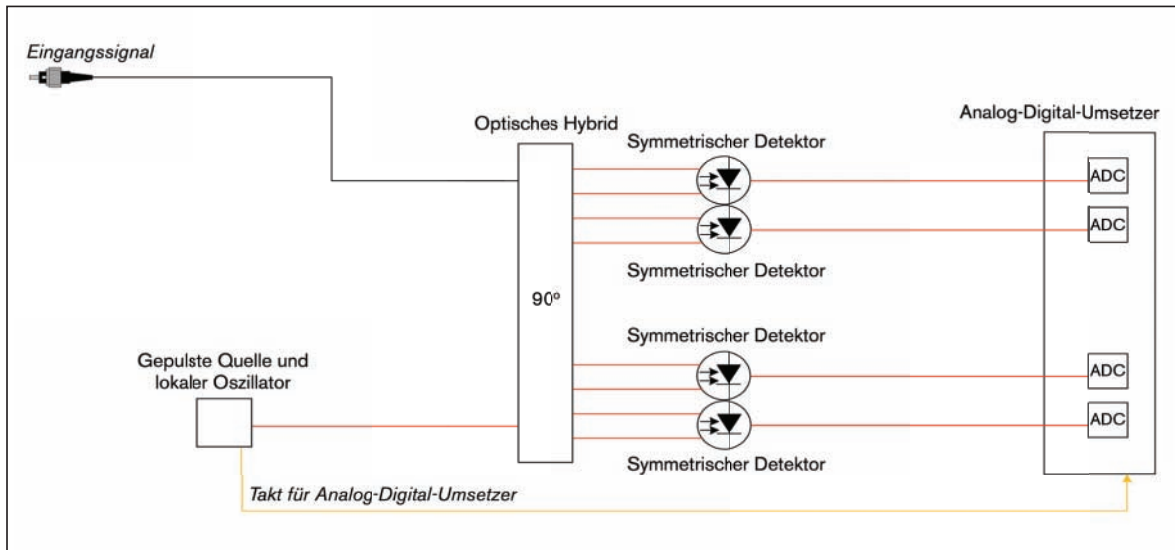 Eingangssignal
Optisches Hybrid
90º
Symmetrischer Detektor
Symmetrischer Detektor
Symmetrischer Detektor
Symmetrischer Detektor
Analog-Digital-Umsetzer
ADC
ADC
ADC
ADC
Gepulste Quelle und
lokaler Oszillator
Takt für Analog-Digital-Umsetzer